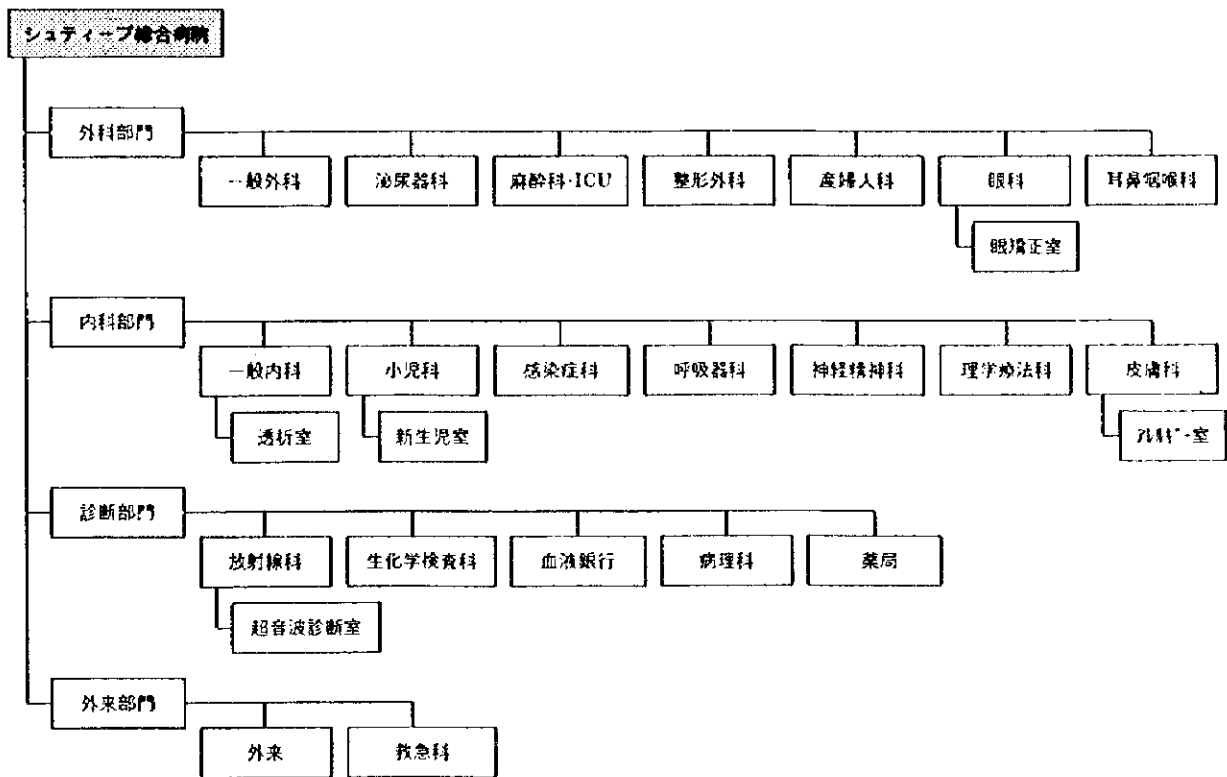 シュティープ総合病院
外科部門
一般外科
泌尿器科
麻酔科・ICU
整形外科
産婦人科
眼科
耳鼻咽喉科
眼矯正室
内科部門
一般内科
小児科
感染症科
呼吸器科
神経精神科
理学療法科
皮膚科
透析室
新生児室
ｱﾚﾙｷﾞｰ室
診断部門
放射線科
生化学検査科
血液銀行
病理科
薬局
超音波診断室
外来部門
外来
救急科